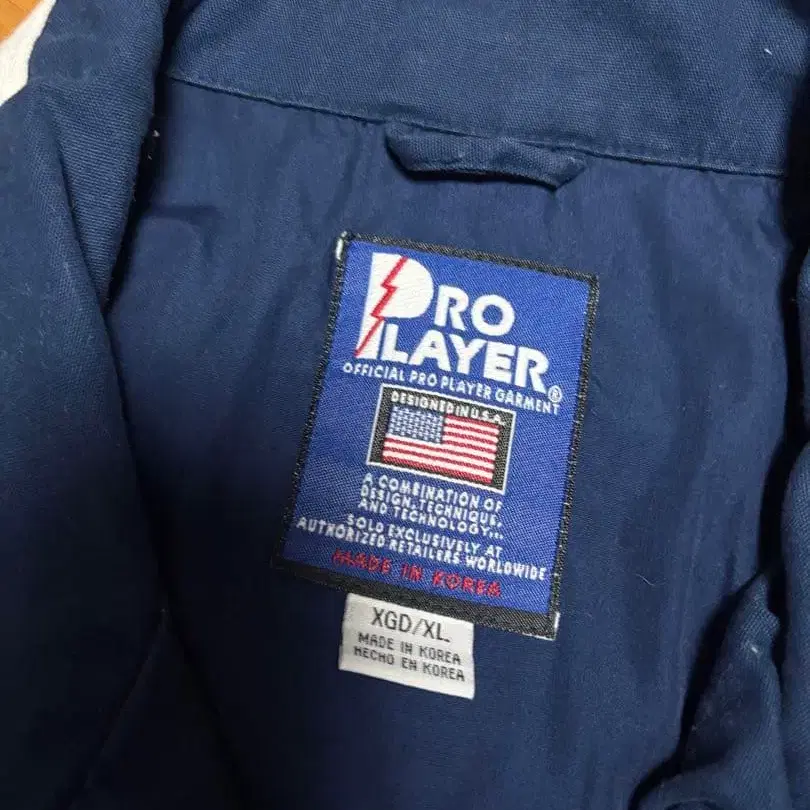 PRO
PLAYER®
OFFICIAL PRO PLAYER GARMENT
DESIGNED IN U.S.A.
A COMBINATION OF
DESIGN, TECHNIQUE,
AND TECHNOLOGY...
SOLD EXCLUSIVELY AT
AUTHORIZED RETAILERS WORLDWIDE
MADE IN KOREA
XGD/XL
MADE IN KOREA
HECHO EN KOREA